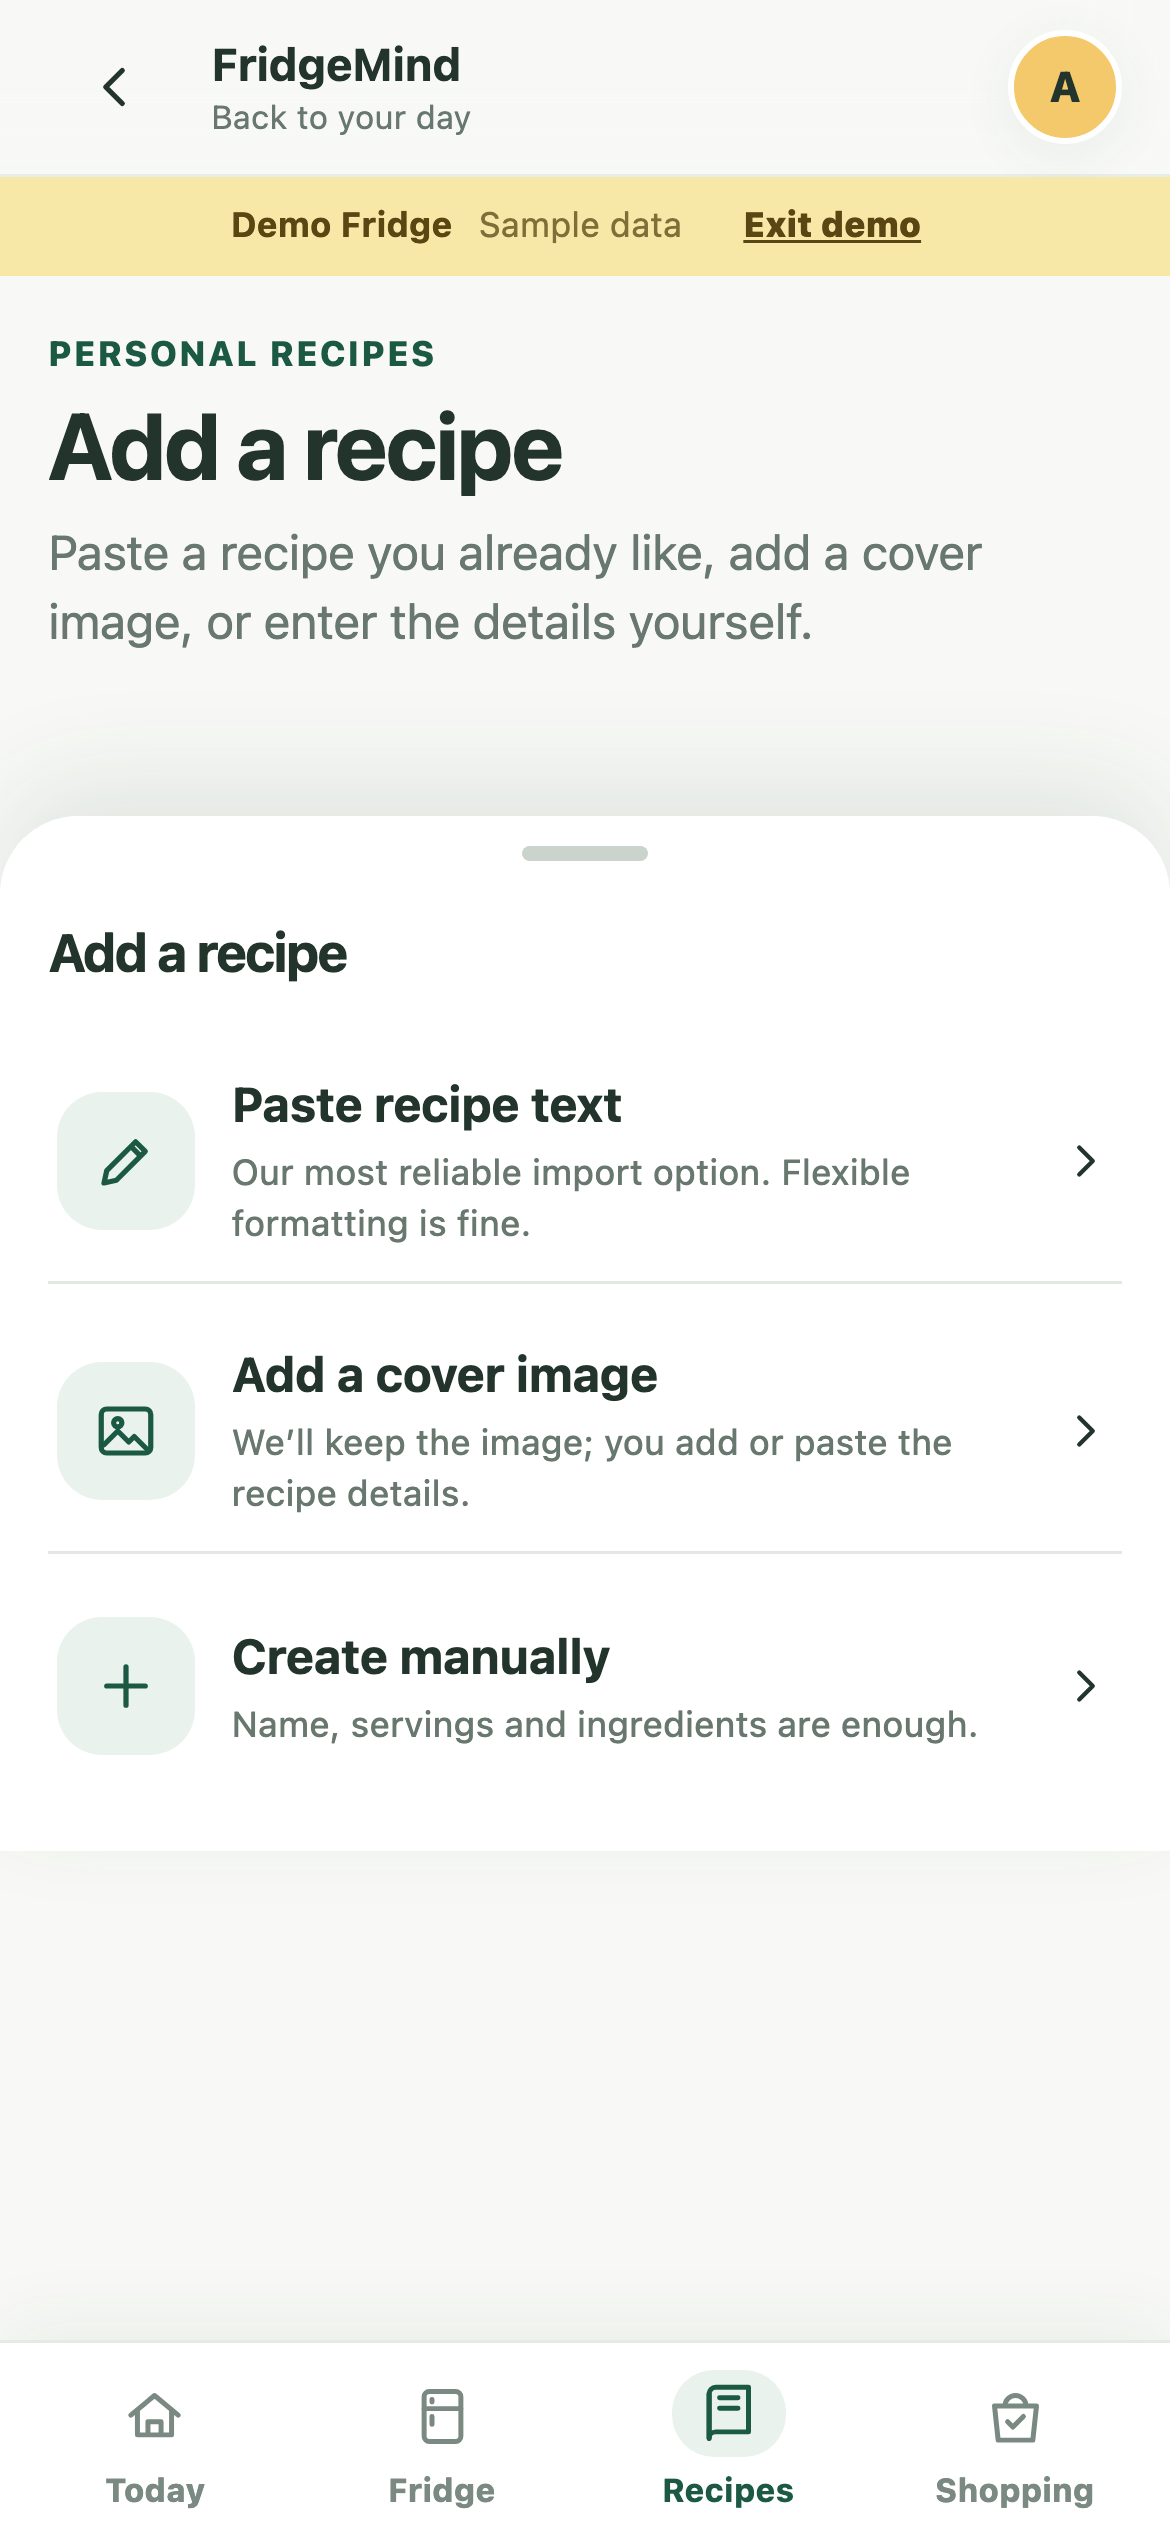 FridgeMind
Back to your day
A
Demo Fridge Sample data Exit demo
PERSONAL RECIPES
Add a recipe
Paste a recipe you already like, add a cover
image, or enter the details yourself.
Add a recipe
Paste recipe text
Our most reliable import option. Flexible
formatting is fine.
Add a cover image
We’ll keep the image; you add or paste the
recipe details.
Create manually
Name, servings and ingredients are enough.
Today Fridge Recipes Shopping